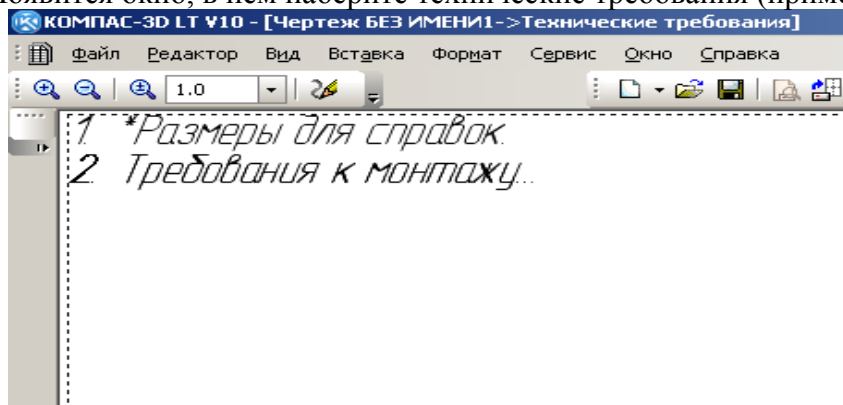 явится окно, в нем наберите технические требования (приме
КОМПАС-3D LT V10 - [Чертеж БЕЗ ИМЕНИ1->Технические требования]
Файл Редактор Вид Вставка Формат Сервис Окно Справка
1.0
1. *Размеры для справок.
2. Требования к монтажу...